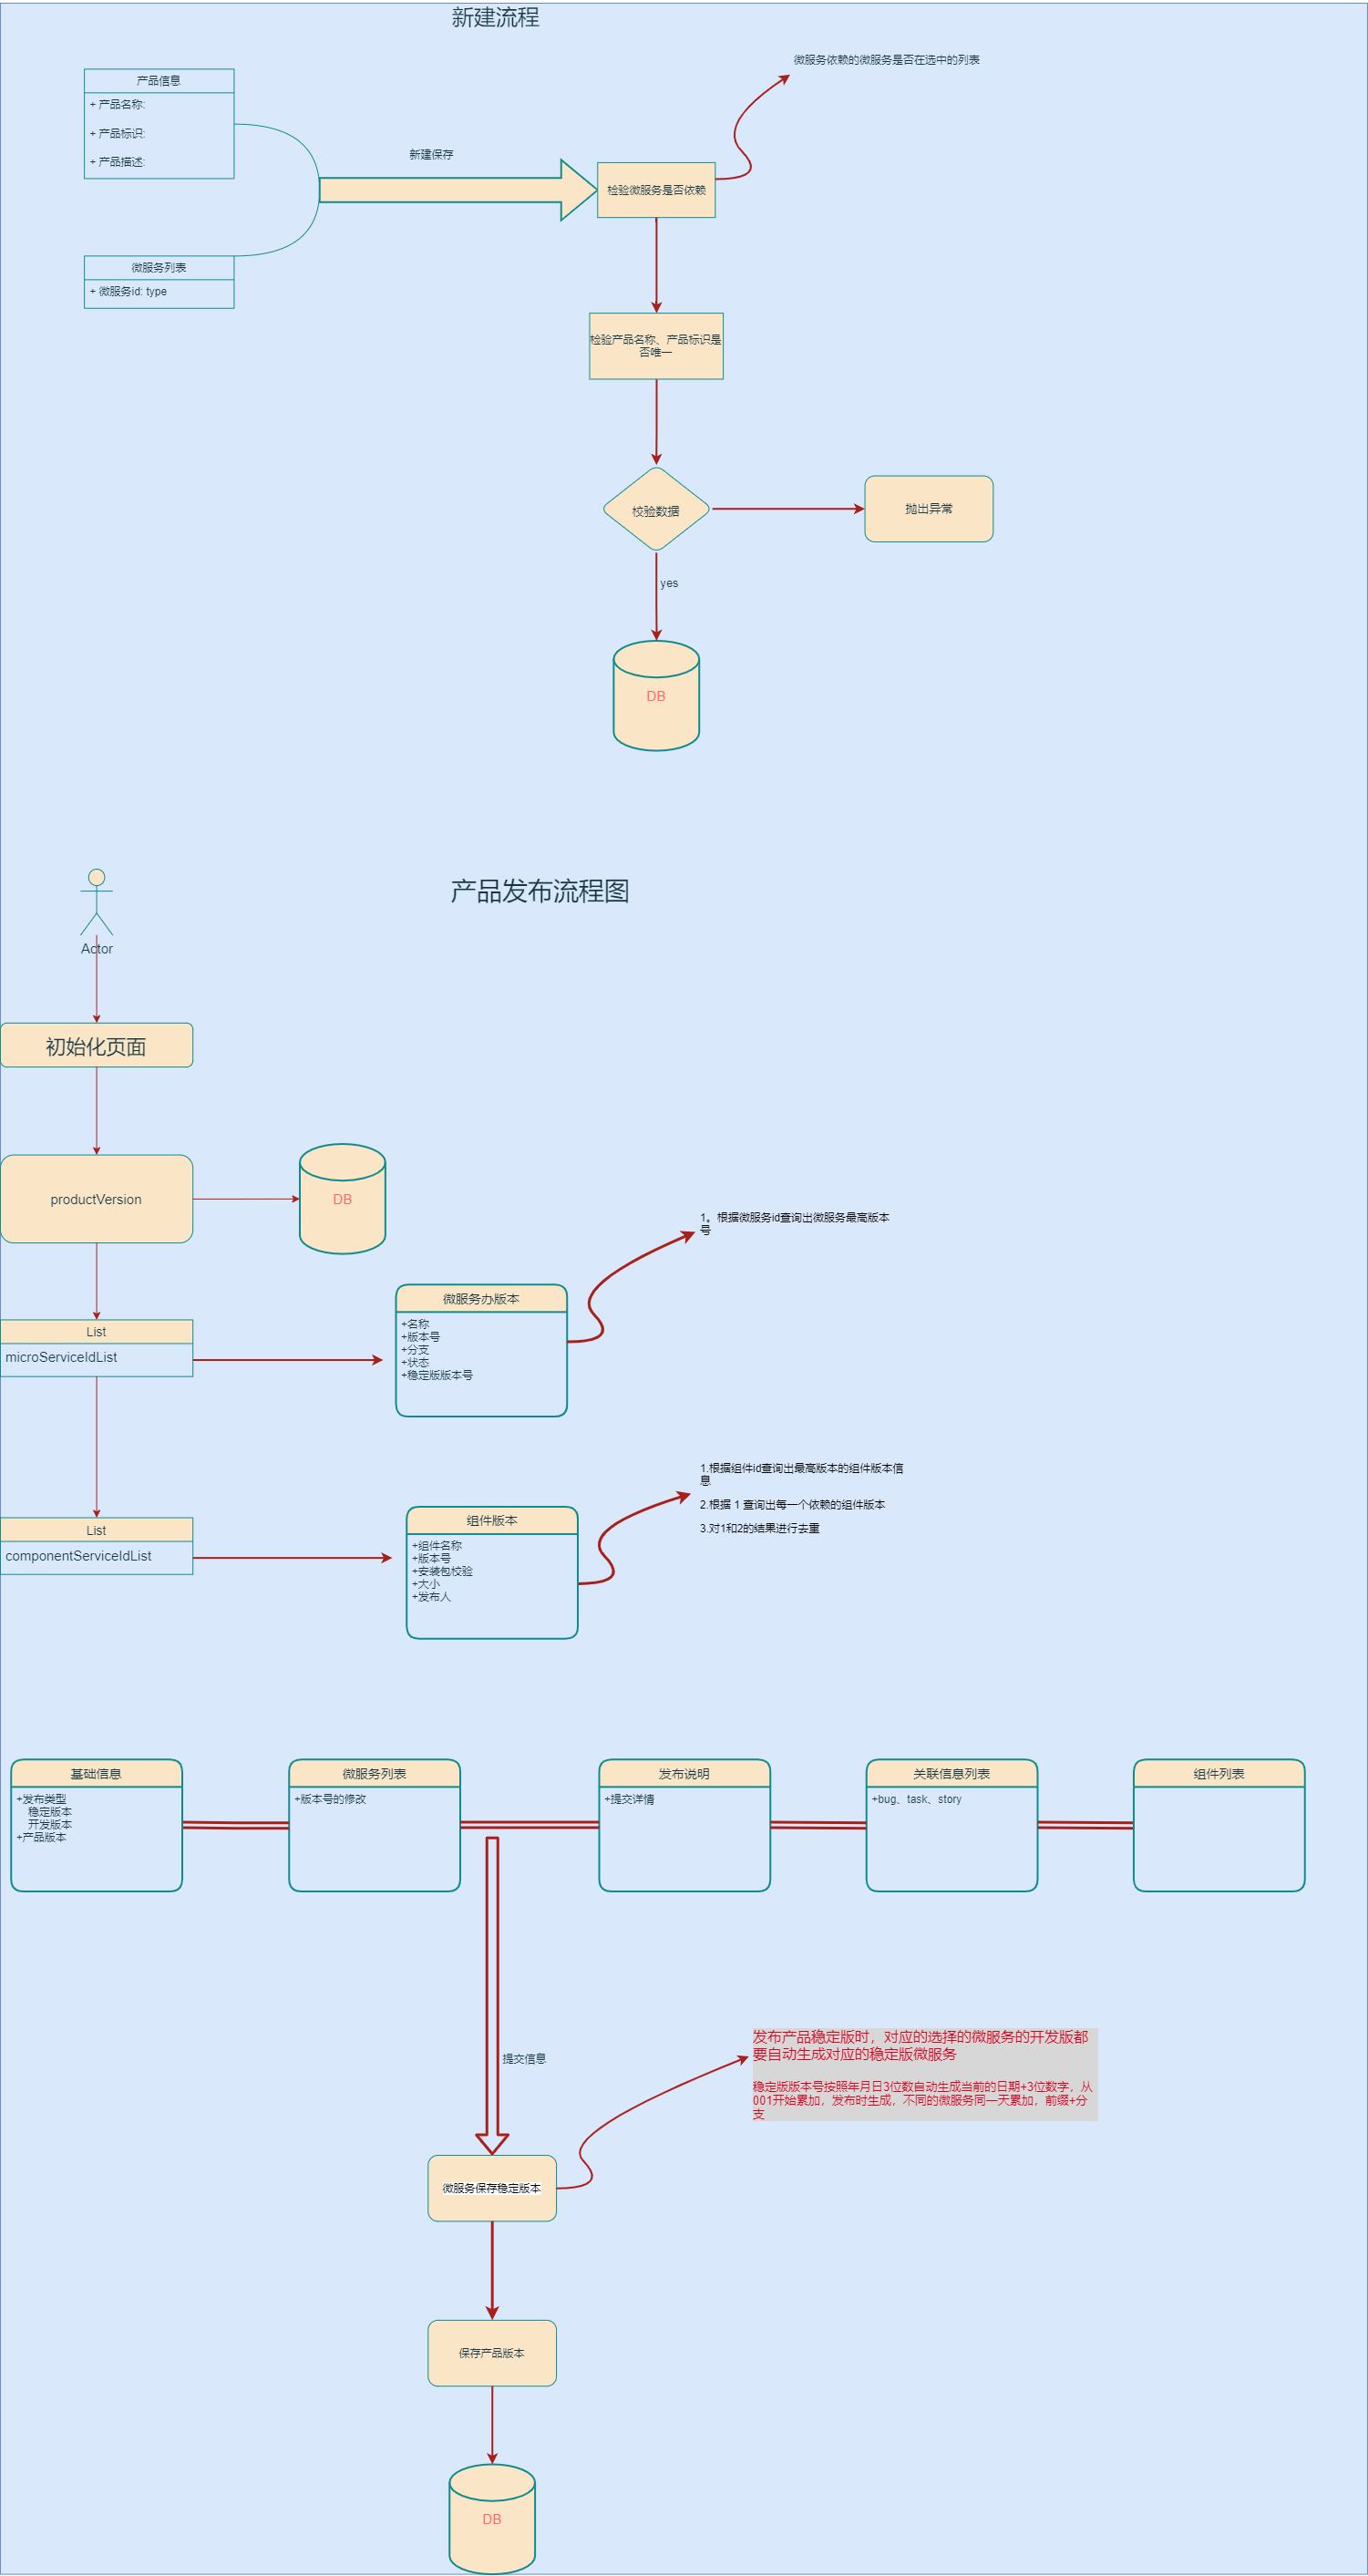 新建流程
微服务依赖的微服务是否在选中的列表
产品信息
+ 产品名称:
+ 产品标识:
+ 产品描述:
新建保存
检验微服务是否依赖
微服务列表
+ 微服务id: type
检验产品名称、产品标识是
否唯一
校验数据
抛出异常
yes
DB
产品发布流程图
Actor
初始化页面
productVersion
DB
1。根据微服务id查询出微服务最高版本
号
微服务办版本
+名称
+版本号
+分支
+状态
+稳定版版本号
List
microServiceIdList
1.根据组件id查询出最高版本的组件版本信
息
2.根据 1 查询出每一个依赖的组件版本
3.对1和2的结果进行去重
组件版本
+组件名称
+版本号
+安装包校验
+大小
+发布人
List
componentServiceIdList
基础信息
+发布类型
稳定版本
开发版本
+产品版本
微服务列表
+版本号的修改
发布说明
+提交详情
关联信息列表
+bug、task、story
组件列表
提交信息
发布产品稳定版时，对应的选择的微服务的开发版都
要自动生成对应的稳定版微服务
稳定版版本号按照年月日3位数自动生成当前的日期+3位数字，从
001开始累加，发布时生成，不同的微服务同一天累加，前缀+分
支
微服务保存稳定版本
保存产品版本
DB